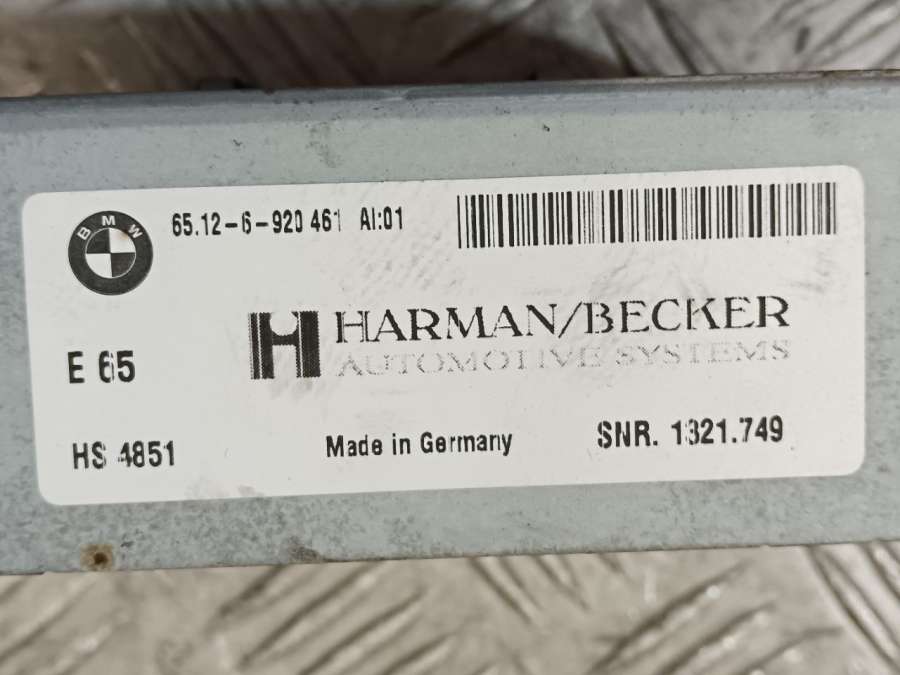 BMW
65.12-6-920 461 AI:01
HARMAN/BECKER
AUTOMOTIVE SYSTEMS
E 65
HS 4851
Made in Germany
SNR. 1321.749